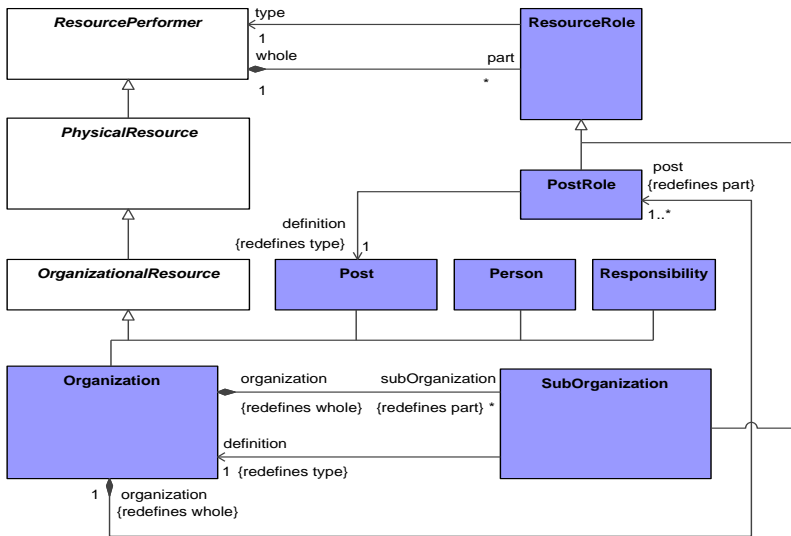 ResourcePerformer
type
ResourceRole
1
whole
part
1
*
PhysicalResource
post
PostRole
{redefines part}
definition
1..*
{redefines type}
1
OrganizationalResource
Post
Person
Responsibility
Organization
organization
subOrganization
SubOrganization
{redefines whole}
{redefines part} *
definition
1 {redefines type}
1
organization
{redefines whole}